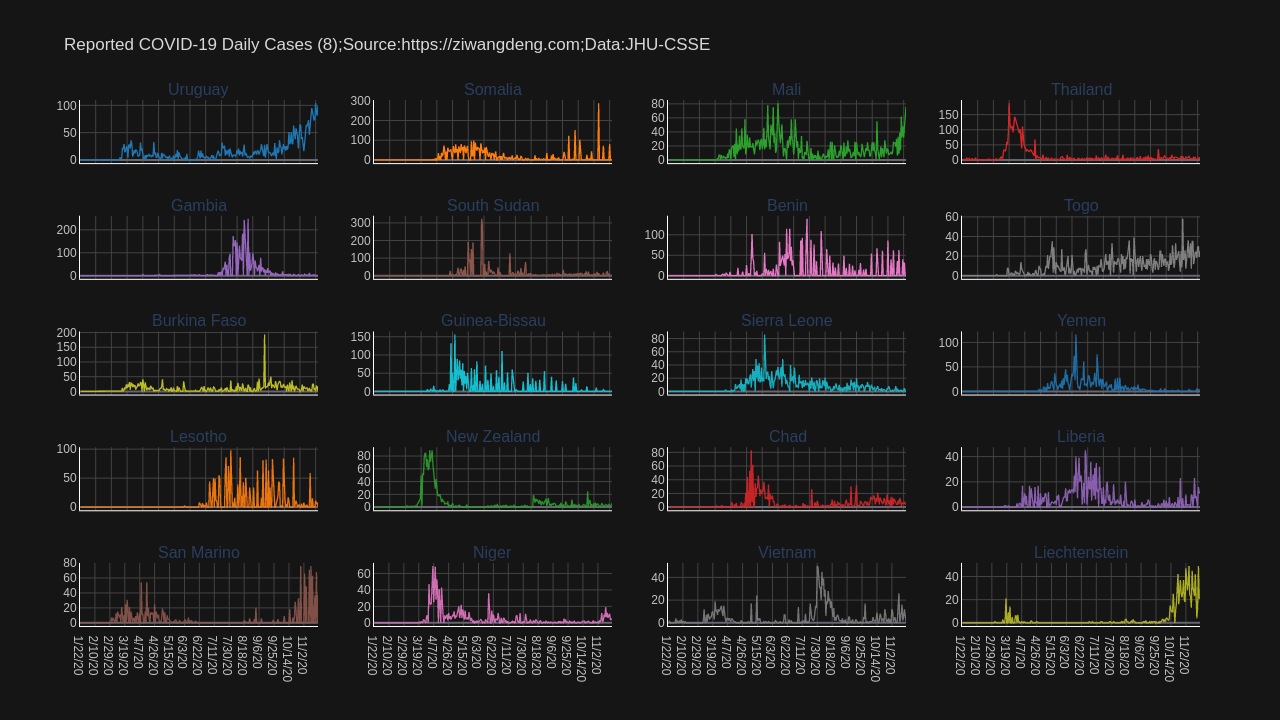 Reported COVID-19 Daily Cases (8);Source:https://ziwangdeng.com;Data:JHU-CSSE
Uruguay Somalia Mali Thailand
100 50 0
300 200 100 0
80 60 40 20 0
150 100 50 0
Gambia South Sudan Benin Togo
200 100 0
300 200 100 0
100 50 0
60 40 20 0
Burkina Faso Guinea-Bissau Sierra Leone Yemen
200 150 100 50 0
150 100 50 0
80 60 40 20 0
100 50 0
Lesotho New Zealand Chad Liberia
100 50 0
80 60 40 20 0
80 60 40 20 0
40 20 0
San Marino Niger Vietnam Liechtenstein
80 60 40 20 0
60 40 20 0
40 20 0
40 20 0
1/22/20 2/10/20 2/29/20 3/19/20 4/7/20 4/26/20 5/15/20 6/3/20 6/22/20 7/11/20 7/30/20 8/18/20 9/6/20 9/25/20 10/14/20 11/2/20
1/22/20 2/10/20 2/29/20 3/19/20 4/7/20 4/26/20 5/15/20 6/3/20 6/22/20 7/11/20 7/30/20 8/18/20 9/6/20 9/25/20 10/14/20 11/2/20
1/22/20 2/10/20 2/29/20 3/19/20 4/7/20 4/26/20 5/15/20 6/3/20 6/22/20 7/11/20 7/30/20 8/18/20 9/6/20 9/25/20 10/14/20 11/2/20
1/22/20 2/10/20 2/29/20 3/19/20 4/7/20 4/26/20 5/15/20 6/3/20 6/22/20 7/11/20 7/30/20 8/18/20 9/6/20 9/25/20 10/14/20 11/2/20